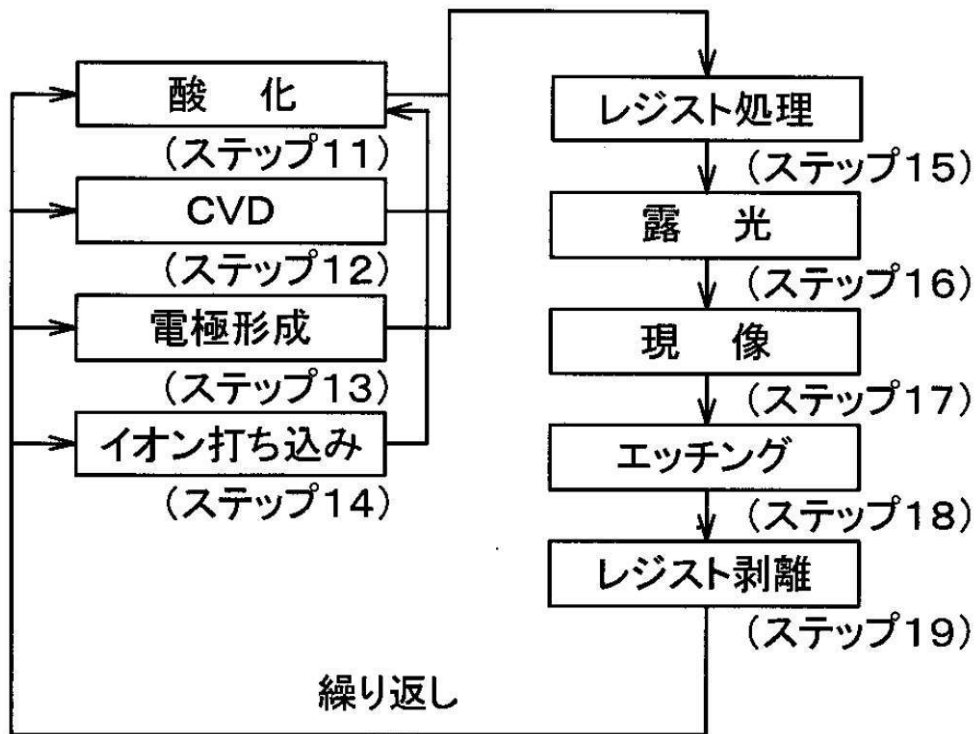 酸 化
(ステップ11)
CVD
(ステップ12)
電極形成
(ステップ13)
イオン打ち込み
(ステップ14)
レジスト処理
(ステップ15)
露 光
(ステップ16)
現 像
(ステップ17)
エッチング
(ステップ18)
レジスト剥離
(ステップ19)
繰り返し